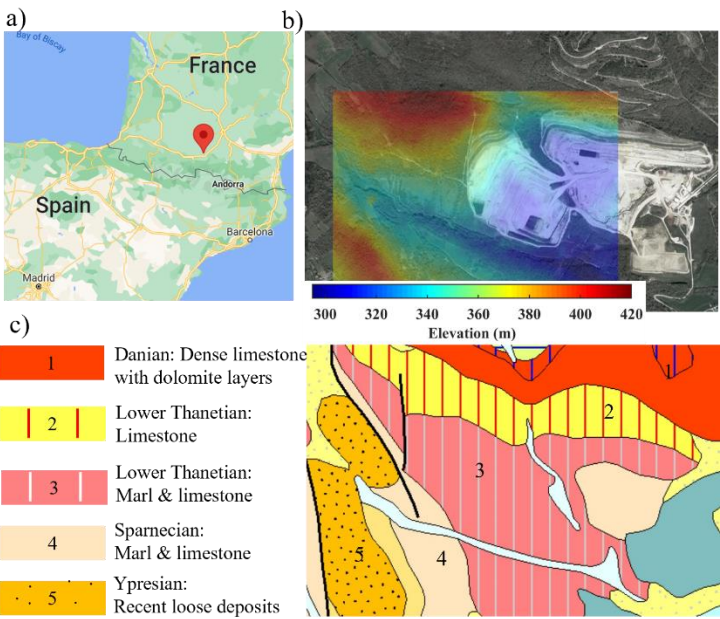 a)
Bay of Biscay
France
Andorra
Spain
Barcelona
Madrid
b)
300 320 340 360 380 400 420
Elevation (m)
c)
1 Danian: Dense limestone
with dolomite layers
2 Lower Thanetian:
Limestone
3 Lower Thanetian:
Marl & limestone
4 Sparnecian:
Marl & limestone
5 Ypresian:
Recent loose deposits
1
2
3
4
5